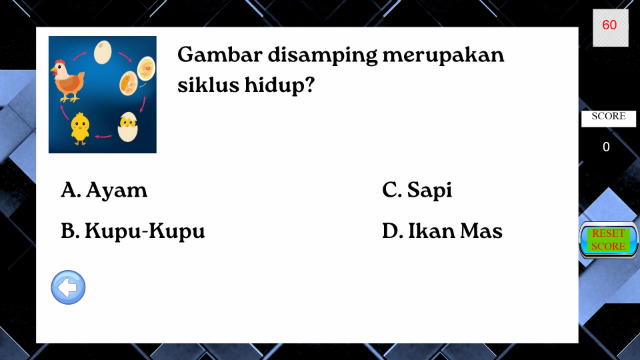 60
Gambar disamping merupakan
siklus hidup?
SCORE
0
A. Ayam
C. Sapi
B. Kupu-Kupu
D. Ikan Mas
RESET
SCORE